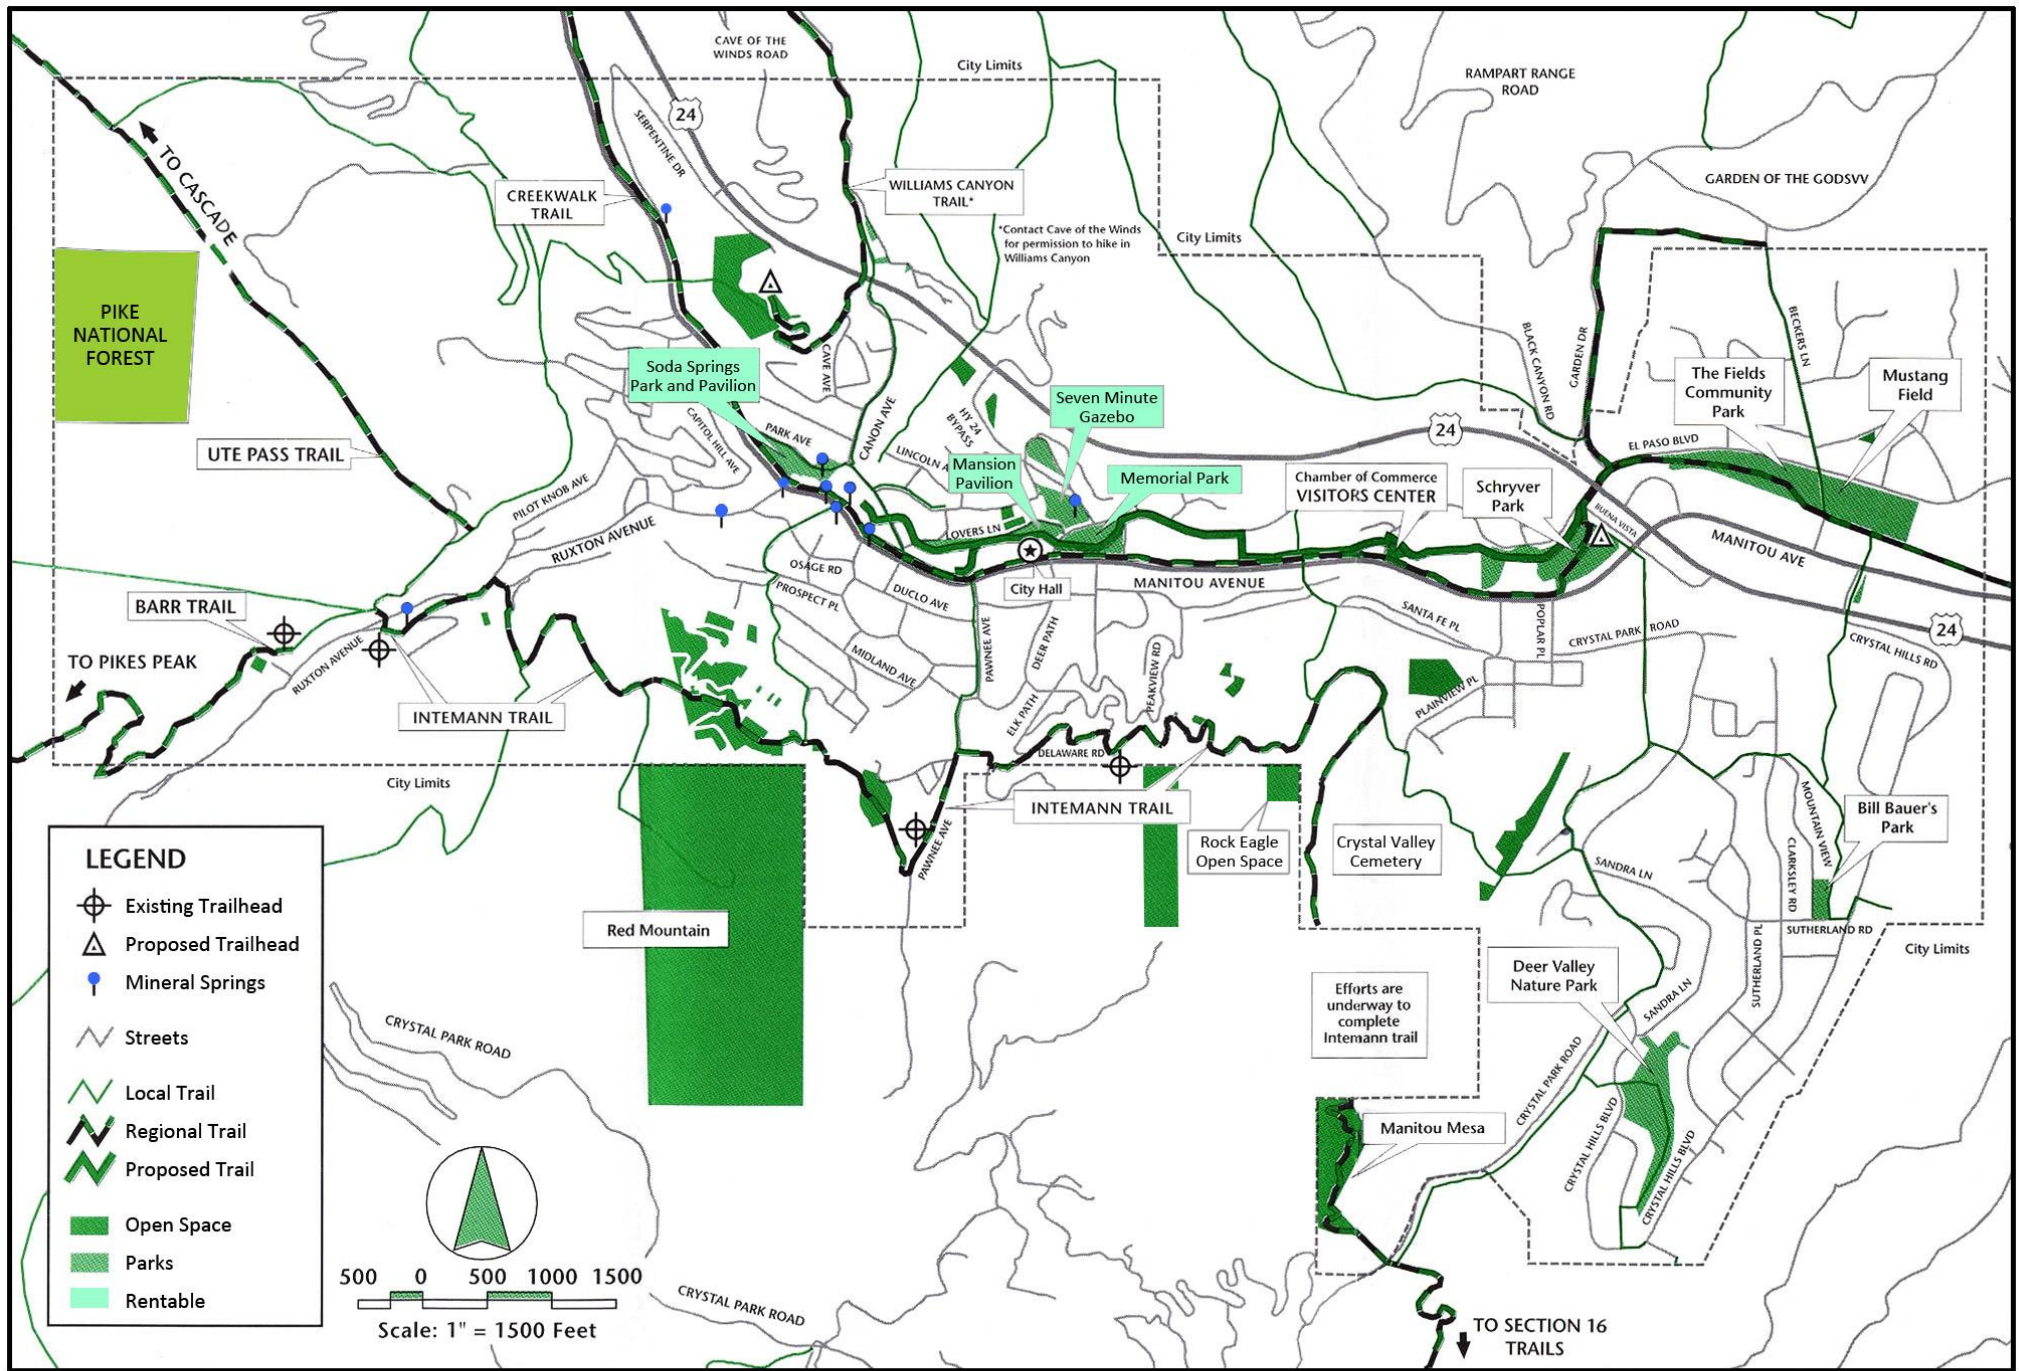 CAVE OF THE
WINDS ROAD
City Limits
RAMPART RANGE
ROAD
24
SERPENTINE DR
TO CASCADE
CREEKWALK
TRAIL
WILLIAMS CANYON
TRAIL*
GARDEN OF THE GODSVV
*Contact Cave of the Winds
for permission to hike in
Williams Canyon
City Limits
PIKE
NATIONAL
FOREST
BLACK CANYON RD
GARDEN DR
BECKERS LN
Soda Springs
Park and Pavilion
CAVE AVE
The Fields
Community
Park
Mustang
Field
Seven Minute
Gazebo
HY 24
BYPASS
CANON AVE
CAPITOL HILL AVE
PARK AVE
24
EL PASO BLVD
UTE PASS TRAIL
LINCOLN A
Mansion
Pavilion
Memorial Park
Chamber of Commerce
VISITORS CENTER
Schryver
Park
PILOT KNOB AVE
RUXTON AVENUE
LOVERS LN
BUENA VISTA
MANITOU AVE
OSAGE RD
PROSPECT PL
DUCLO AVE
City Hall
MANITOU AVENUE
BARR TRAIL
SANTA FE PL
POPLAR PL
CRYSTAL PARK ROAD
24
CRYSTAL HILLS RD
TO PIKES PEAK
RUXTON AVENUE
MIDLAND AVE
PAWNEE AVE
DEER PATH
PEAKVIEW RD
ELK PATH
PLAINVIEW PL
INTEMANN TRAIL
DELAWARE RD
City Limits
INTEMANN TRAIL
PAWNEE AVE
Rock Eagle
Open Space
Crystal Valley
Cemetery
MOUNTAIN VIEW
CLARKSLEY RD
Bill Bauer's
Park
SANDRA LN
Red Mountain
SUTHERLAND PL
SUTHERLAND RD
City Limits
Deer Valley
Nature Park
SANDRA LN
Efforts are
underway to
complete
Intemann trail
CRYSTAL PARK ROAD
CRYSTAL PARK ROAD
Manitou Mesa
CRYSTAL HILLS BLVD
CRYSTAL HILLS BLVD
LEGEND
Existing Trailhead
Proposed Trailhead
Mineral Springs
Streets
Local Trail
Regional Trail
Proposed Trail
Open Space
Parks
Rentable
500 0 500 1000 1500
Scale: 1" = 1500 Feet
CRYSTAL PARK ROAD
TO SECTION 16
TRAILS